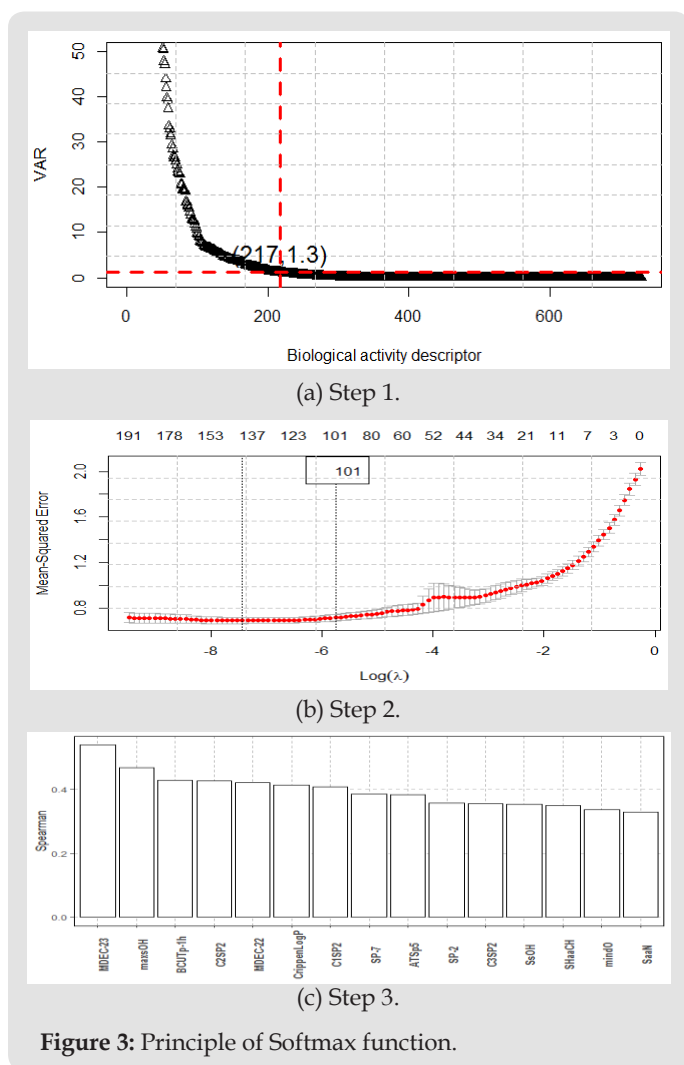 50
40
30
20
10
0
VAR
(217,1.3)
0 200 400 600
Biological activity descriptor
(a) Step 1.
191 178 153 137 123 101 80 60 52 44 34 21 11 7 3 0
101
2.0
1.6
1.2
0.8
Mean-Squared Error
-8 -6 -4 -2 0
Log(λ)
(b) Step 2.
0.4
0.2
0.0
Spearman
MDEC-23 maxsOH BCUTp-1h C2SP2 MDEC-22 CrippenLogP C1SP2 SP-7 ATSp5 SP-2 C3SP2 SsOH SHaaCH mindO SaaN
(c) Step 3.
Figure 3: Principle of Softmax function.